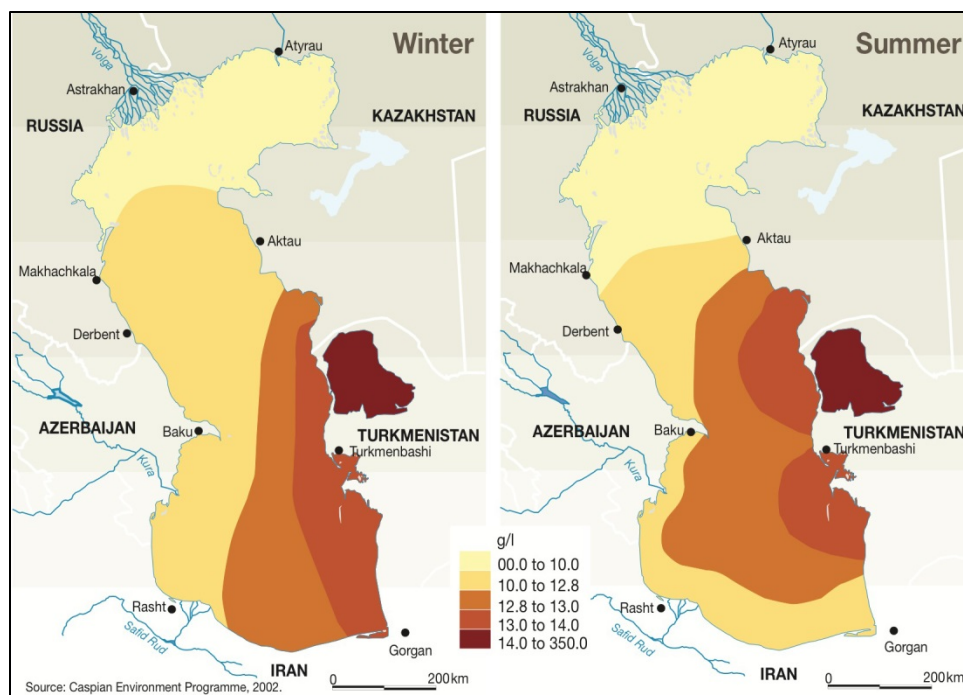 Winter
Atyrau
Volga
Astrakhan
RUSSIA
KAZAKHSTAN
Aktau
Makhachkala
Derbent
AZERBAIJAN
Baku
TURKMENISTAN
Turkmenbashi
Kura
Rasht
Safid Rud
Gorgan
IRAN
Source: Caspian Environment Programme, 2002.
0 200km
g/l
00.0 to 10.0
10.0 to 12.8
12.8 to 13.0
13.0 to 14.0
14.0 to 350.0
Summer
Atyrau
Volga
Astrakhan
RUSSIA
KAZAKHSTAN
Aktau
Makhachkala
Derbent
AZERBAIJAN
Baku
TURKMENISTAN
Turkmenbashi
Kura
Rasht
Safid Rud
Gorgan
IRAN
0 200 km